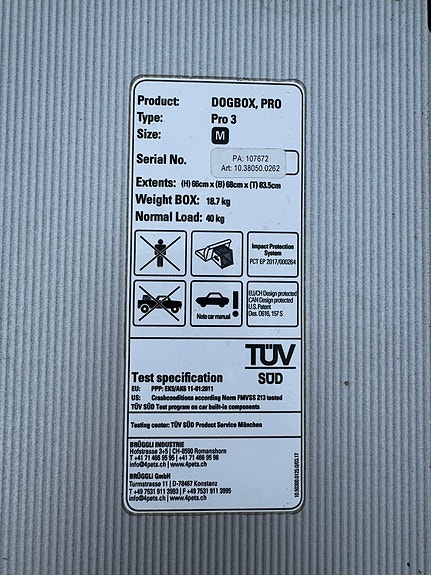 Product: DOGBOX, PRO
Type: Pro 3
Size: M
Serial No. PA: 107672
Art: 10.38050.0262
Extents: (H) 66cm x (B) 68cm x (T) 83.5cm
Weight BOX: 18.7 kg
Normal Load: 40 kg
Impact Protection
System
PCT EP 2017/000264
Note car manual
!
EU/CH Design protected
CAN Design protected
U.S. Patent
Des. D616, 157 S
TÜV
SÜD
Test specification
EU: PPP: EKS/AK5 11-01:2011
US: Crashconditions according Norm FMVSS 213 tested
TÜV SÜD Test program on car built-in components
Testing center: TÜV SÜD Product Service München
BRÜGGLI INDUSTRIE
Hofstrasse 3+5 | CH-8590 Romanshorn
T +41 71 466 95 95 | +41 71 466 95 96
info@4pets.ch | www.4pets.ch
BRÜGGLI GmbH
Turmstrasse 11 | D-78467 Konstanz
T +49 7531 911 3993 | F +49 7531 911 3995
info@4pets.ch | www.4pets.ch